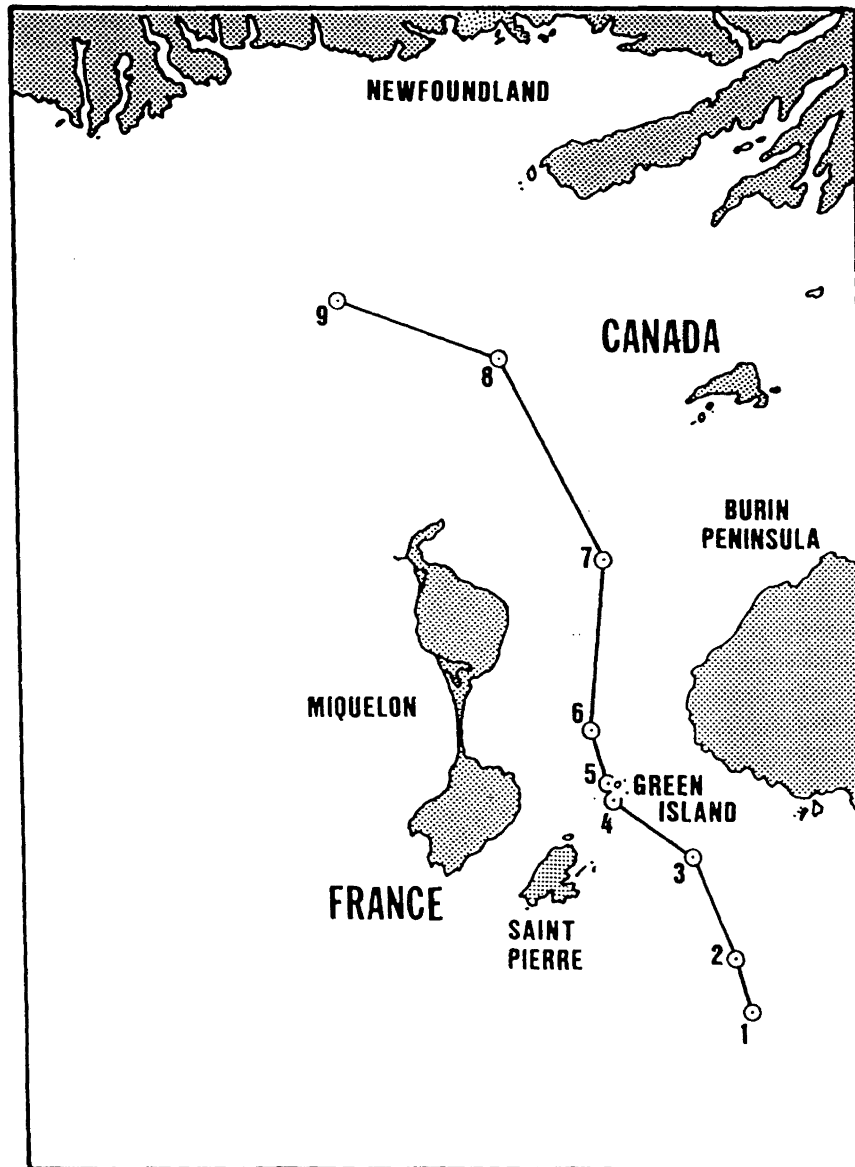 NEWFOUNDLAND
9
CANADA
8
BURIN
PENINSULA
7
MIQUELON
6
5
GREEN
ISLAND
4
3
FRANCE
SAINT
PIERRE
2
1